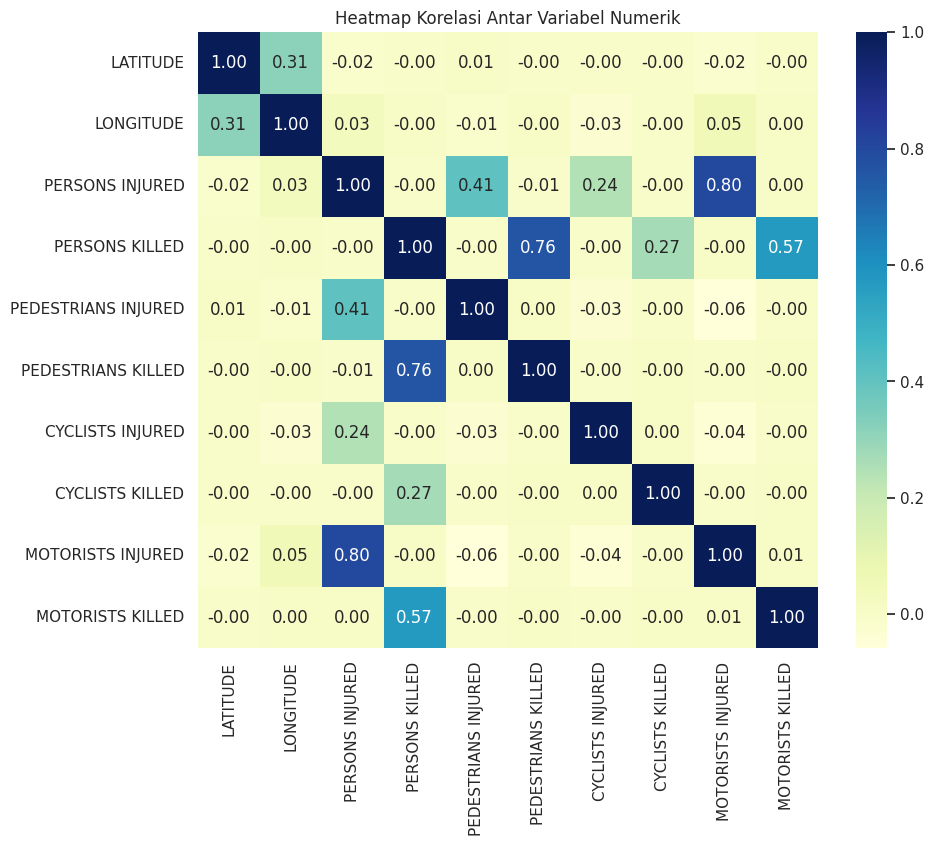 Heatmap Korelasi Antar Variabel Numerik
LATITUDE 1.00 0.31 -0.02 -0.00 0.01 -0.00 -0.00 -0.00 -0.02 -0.00
LONGITUDE 0.31 1.00 0.03 -0.00 -0.01 -0.00 -0.03 -0.00 0.05 0.00
PERSONS INJURED -0.02 0.03 1.00 -0.00 0.41 -0.01 0.24 -0.00 0.80 0.00
PERSONS KILLED -0.00 -0.00 -0.00 1.00 -0.00 0.76 -0.00 0.27 -0.00 0.57
PEDESTRIANS INJURED 0.01 -0.01 0.41 -0.00 1.00 0.00 -0.03 -0.00 -0.06 -0.00
PEDESTRIANS KILLED -0.00 -0.00 -0.01 0.76 0.00 1.00 -0.00 -0.00 -0.00 -0.00
CYCLISTS INJURED -0.00 -0.03 0.24 -0.00 -0.03 -0.00 1.00 0.00 -0.04 -0.00
CYCLISTS KILLED -0.00 -0.00 -0.00 0.27 -0.00 -0.00 0.00 1.00 -0.00 -0.00
MOTORISTS INJURED -0.02 0.05 0.80 -0.00 -0.06 -0.00 -0.04 -0.00 1.00 0.01
MOTORISTS KILLED -0.00 0.00 0.00 0.57 -0.00 -0.00 -0.00 -0.00 0.01 1.00
LATITUDE
LONGITUDE
PERSONS INJURED
PERSONS KILLED
PEDESTRIANS INJURED
PEDESTRIANS KILLED
CYCLISTS INJURED
CYCLISTS KILLED
MOTORISTS INJURED
MOTORISTS KILLED
1.0
0.8
0.6
0.4
0.2
0.0